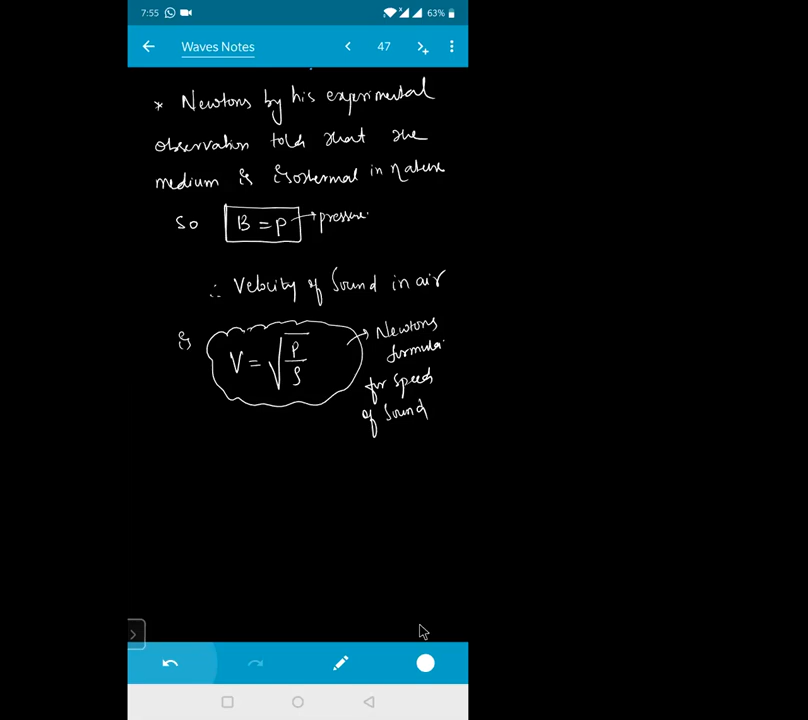 7:55 63%
Waves Notes 47
* Newtons by his experimental
observation told that the
medium is isostermal in nature
So B = P → pressure.
∴ Velocity of Sound in air
is V = √P/ρ → Newtons
formula
for speed
of Sound